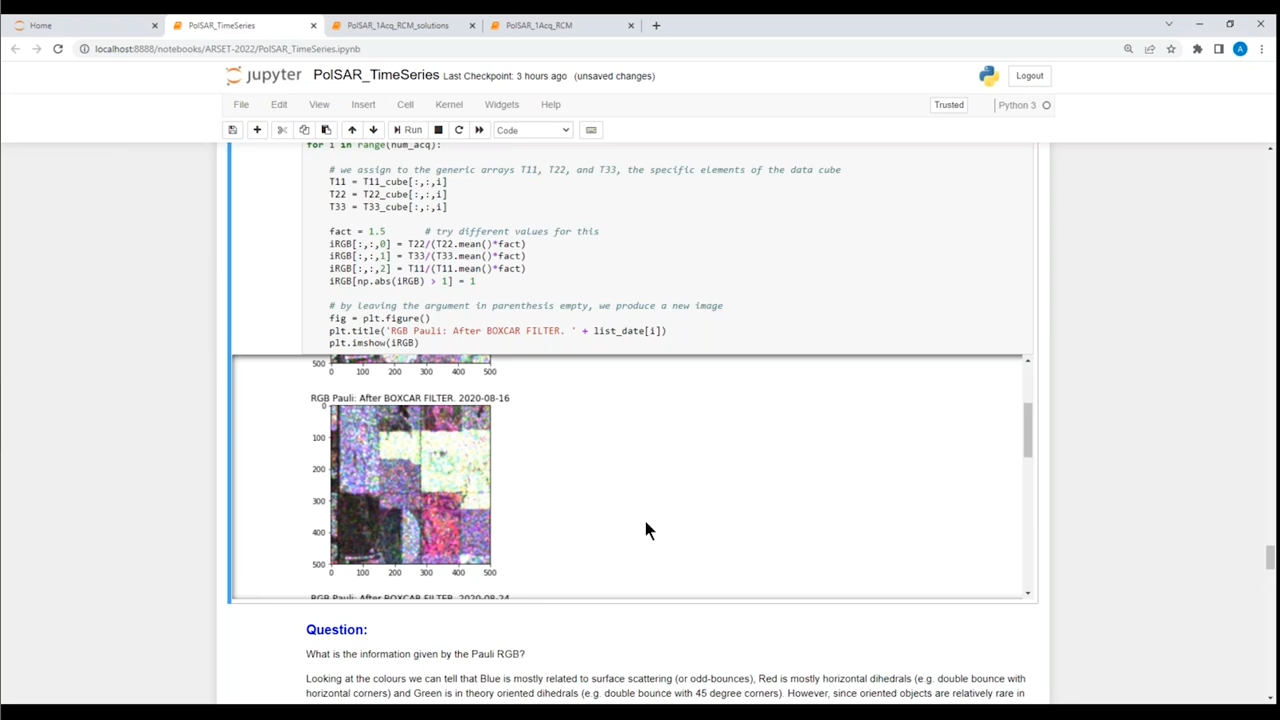 Home
PolSAR_TimeSeries
PolSAR_1Acq_RCM_solutions
PolSAR_1Acq_RCM
localhost:8888/notebooks/ARSET-2022/PolSAR_TimeSeries.ipynb
A
jupyter PolSAR_TimeSeries Last Checkpoint: 3 hours ago (unsaved changes)
Logout
File Edit View Insert Cell Kernel Widgets Help
Trusted
Python 3
Run
Code
for i in range(num_acq):
# we assign to the generic arrays T11, T22, and T33, the specific elements of the data cube
T11 = T11_cube[:,:,i]
T22 = T22_cube[:,:,i]
T33 = T33_cube[:,:,i]
fact = 1.5 # try different values for this
iRGB[:,:,0] = T22/(T22.mean()*fact)
iRGB[:,:,1] = T33/(T33.mean()*fact)
iRGB[:,:,2] = T11/(T11.mean()*fact)
iRGB[np.abs(iRGB) > 1] = 1
# by leaving the argument in parenthesis empty, we produce a new image
fig = plt.figure()
plt.title('RGB Pauli: After BOXCAR FILTER. ' + list_date[i])
plt.imshow(iRGB)
500
0 100 200 300 400 500
RGB Pauli: After BOXCAR FILTER. 2020-08-16
0
100
200
300
400
500
0 100 200 300 400 500
RGB Pauli: After BOXCAR FILTER. 2020-08-24
Question:
What is the information given by the Pauli RGB?
Looking at the colours we can tell that Blue is mostly related to surface scattering (or odd-bounces), Red is mostly horizontal dihedrals (e.g. double bounce with
horizontal corners) and Green is in theory oriented dihedrals (e.g. double bounce with 45 degree corners). However, since oriented objects are relatively rare in